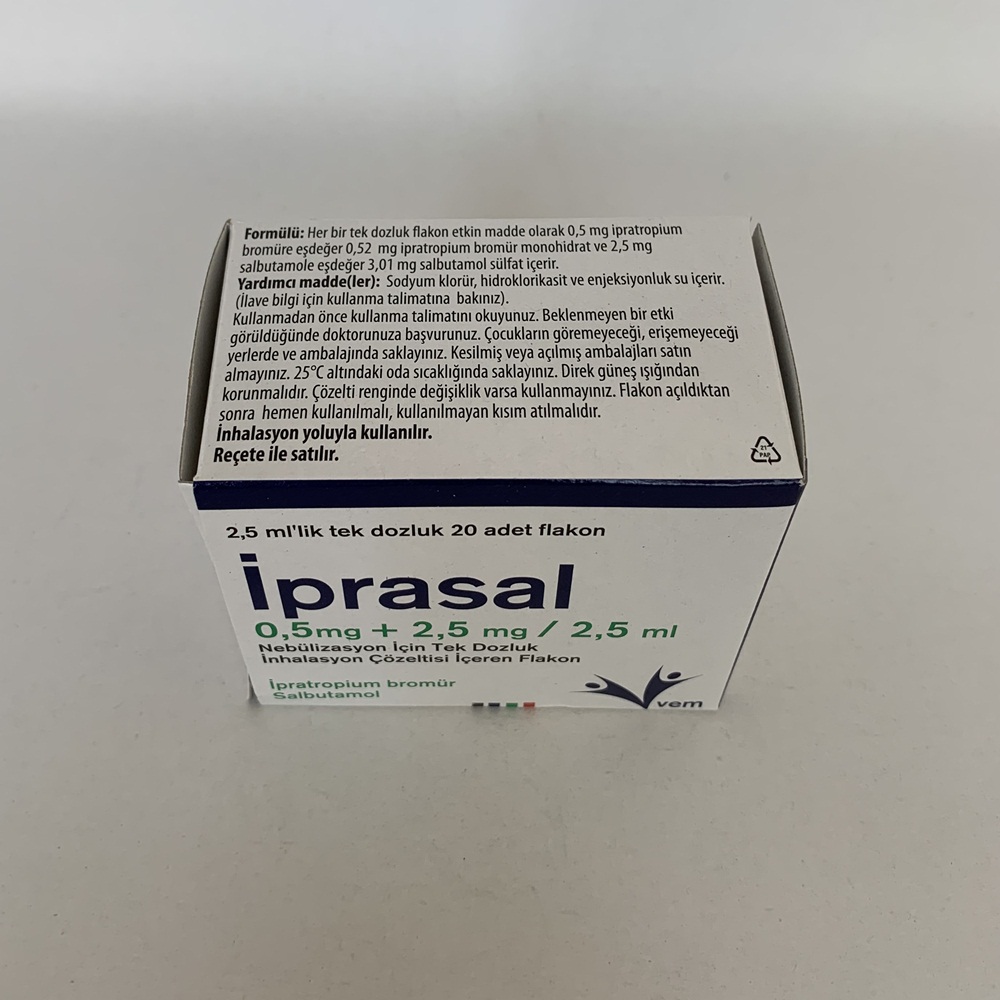 Formülü: Her bir tek dozluk flakon etkin madde olarak 0,5 mg ipratropium
bromüre eşdeğer 0,52 mg ipratropium bromür monohidrat ve 2,5 mg
salbutamole eşdeğer 3,01 mg salbutamol sülfat içerir.
Yardımcı madde(ler): Sodyum klorür, hidroklorikasit ve enjeksiyonluk su içerir.
(İlave bilgi için kullanma talimatına bakınız).
Kullanmadan önce kullanma talimatını okuyunuz. Beklenmeyen bir etki
görüldüğünde doktorunuza başvurunuz. Çocukların göremeyeceği, erişemeyeceği
yerlerde ve ambalajında saklayınız. Kesilmiş veya açılmış ambalajları satın
almayınız. 25°C altındaki oda sıcaklığında saklayınız. Direk güneş ışığından
korunmalıdır. Çözelti renginde değişiklik varsa kullanmayınız. Flakon açıldıktan
sonra hemen kullanılmalı, kullanılmayan kısım atılmalıdır.
İnhalasyon yoluyla kullanılır.
Reçete ile satılır.
21
PAP
2,5 ml'lik tek dozluk 20 adet flakon
İprasal
0,5mg + 2,5 mg / 2,5 ml
Nebülizasyon İçin Tek Dozluk
İnhalasyon Çözeltisi İçeren Flakon
İpratropium bromür
Salbutamol
vem